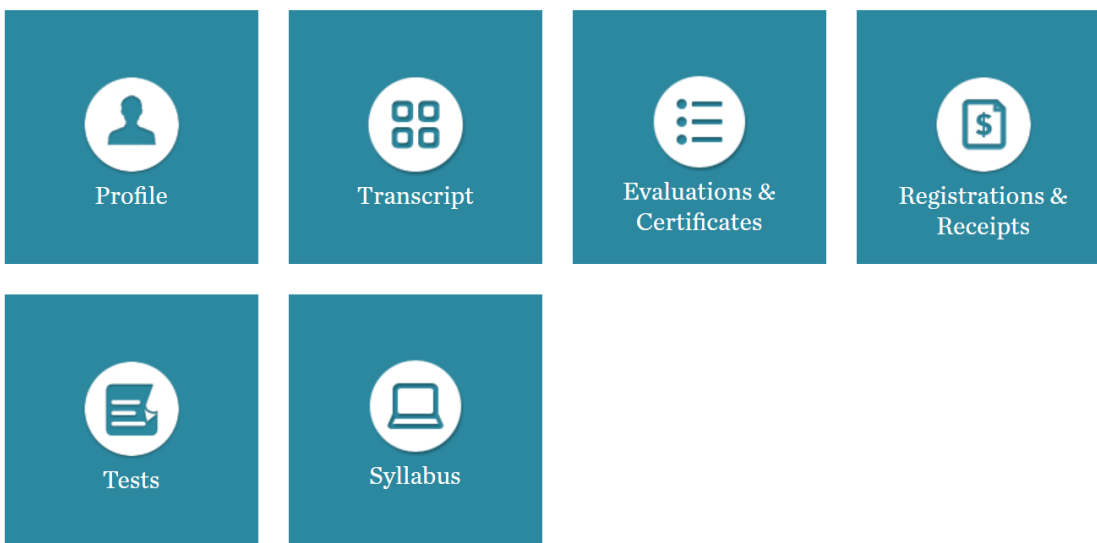 Profile
Transcript
Evaluations &
Certificates
$
Registrations &
Receipts
Tests
Syllabus